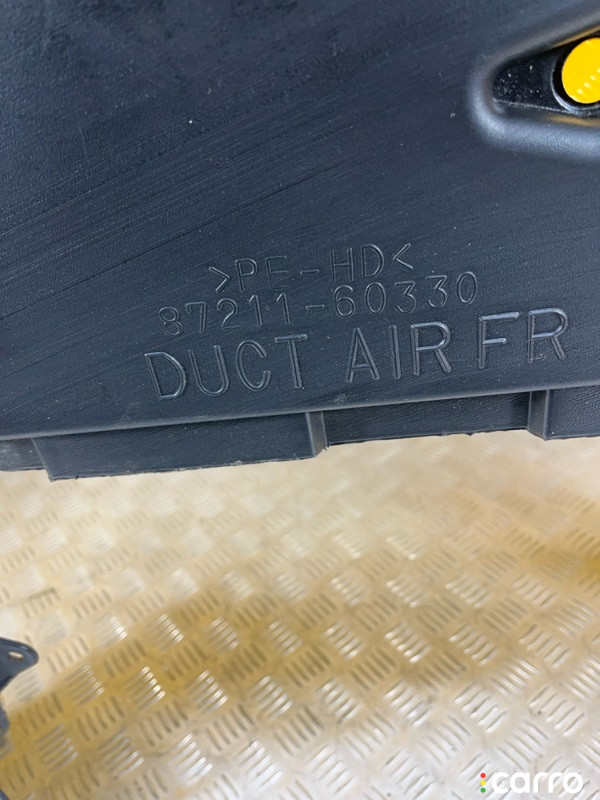 >PE-HD<
87211-60330
DUCT AIR FR
carro